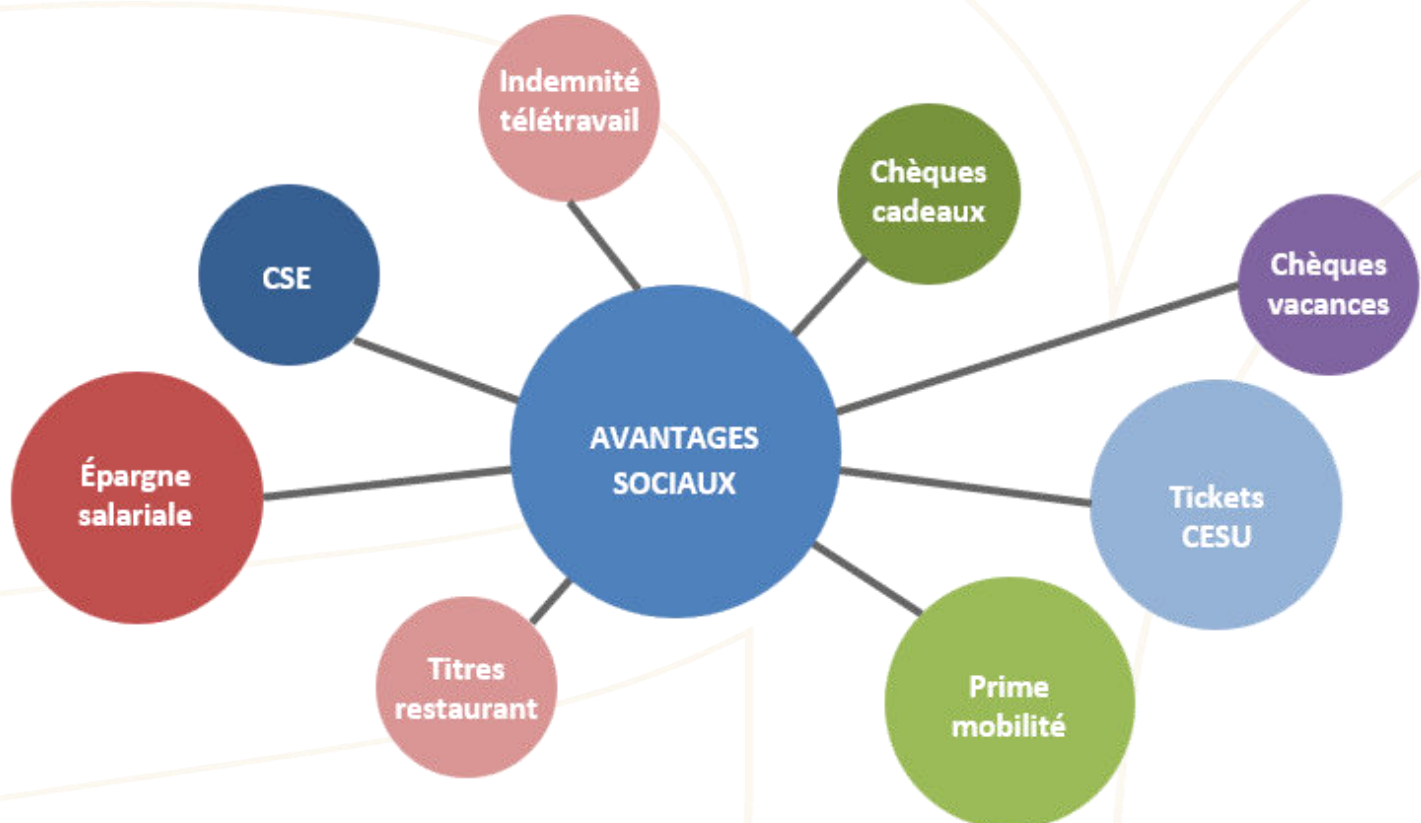 Indemnité
télétravail
Chèques
cadeaux
CSE
Chèques
vacances
AVANTAGES
SOCIAUX
Épargne
salariale
Tickets
CESU
Titres
restaurant
Prime
mobilité